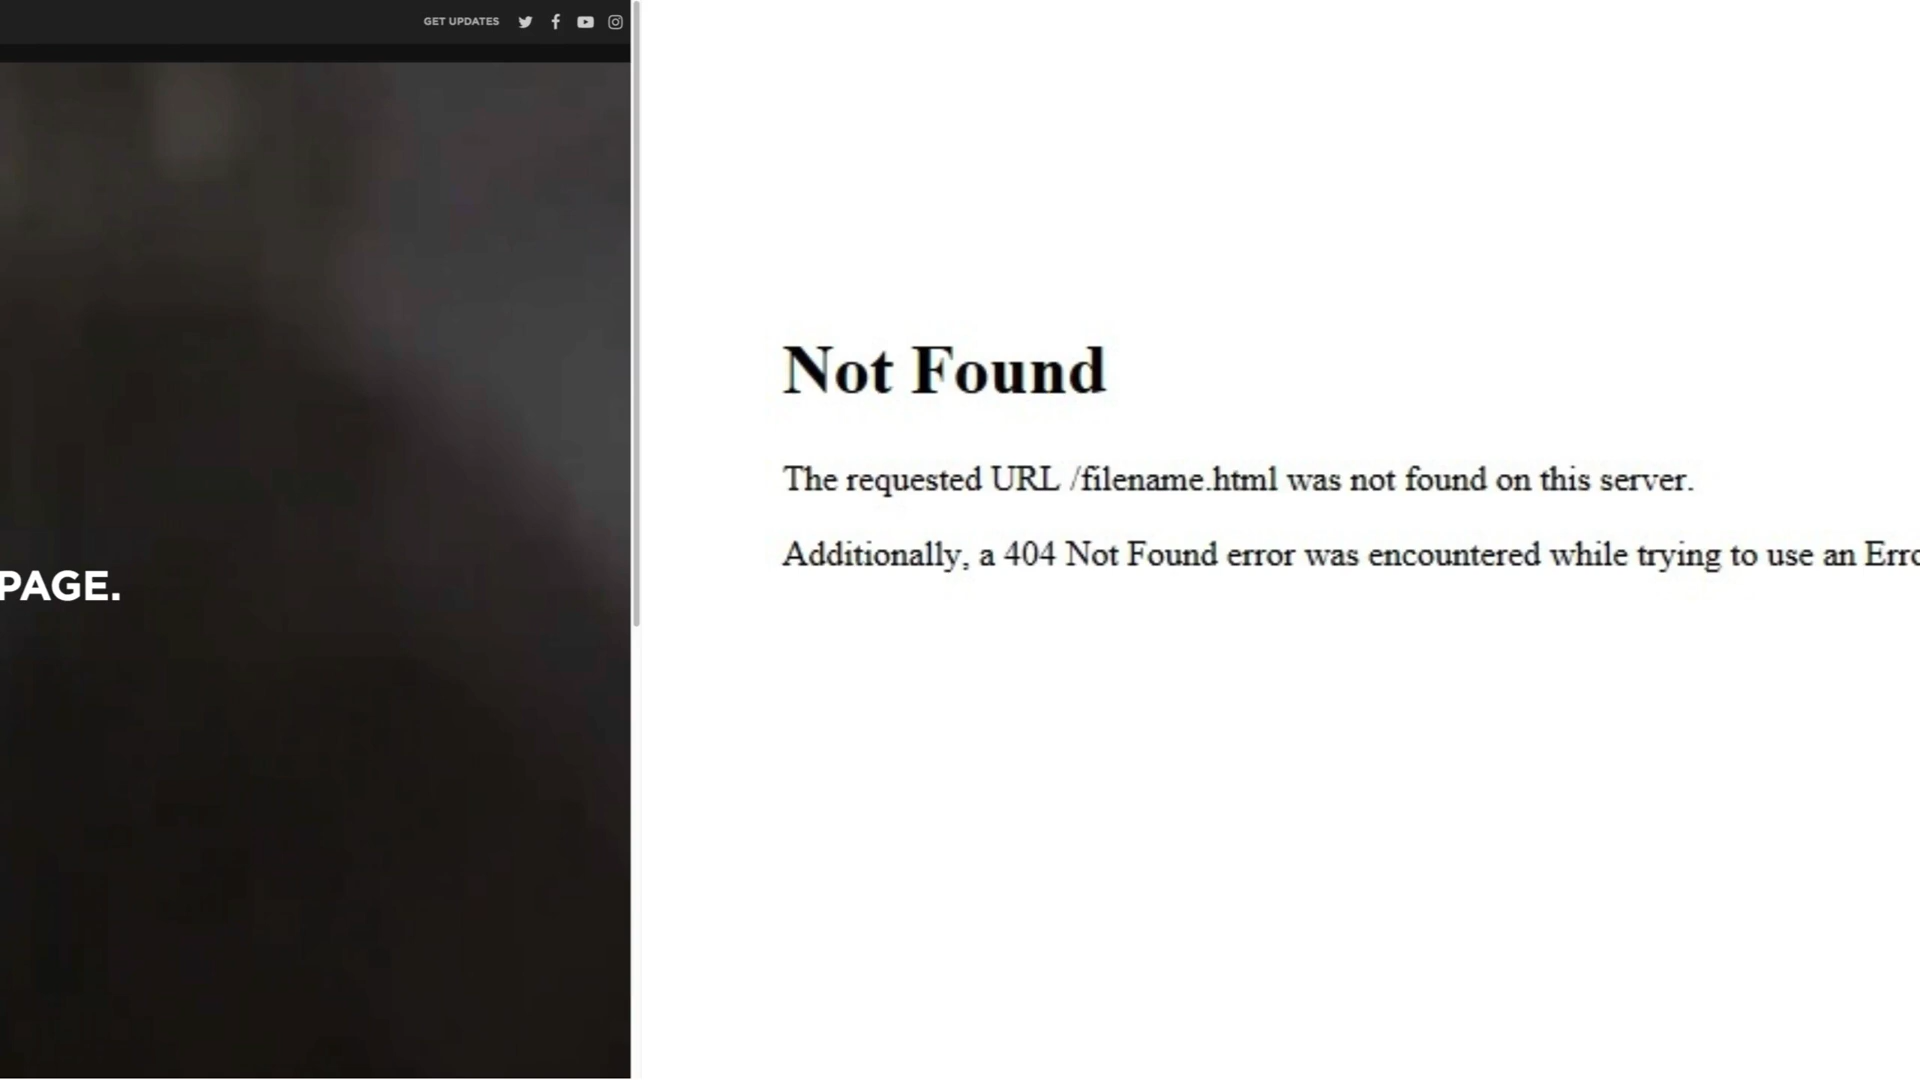 GET UPDATES
PAGE.
Not Found
The requested URL /filename.html was not found on this server.
Additionally, a 404 Not Found error was encountered while trying to use an Erro